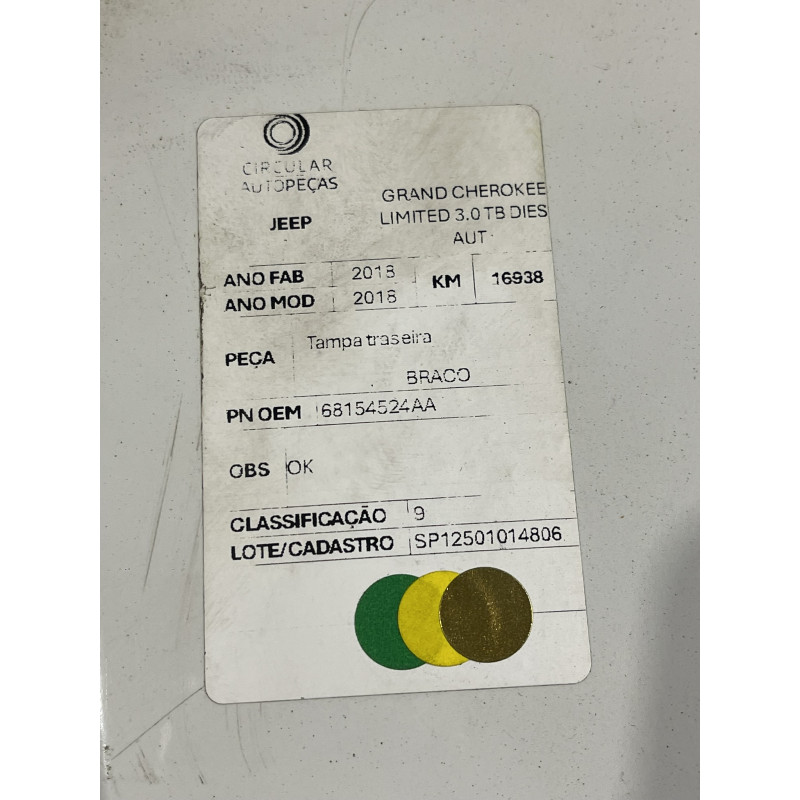 CIRCULAR
AUTOPEÇAS
JEEP
GRAND CHEROKEE
LIMITED 3.0 TB DIES
AUT
ANO FAB 2018
ANO MOD 2018
KM 16938
PEÇA Tampa traseira
BRACO
PN OEM 68154524AA
OBS OK
CLASSIFICAÇÃO 9
LOTE/CADASTRO SP12501014806